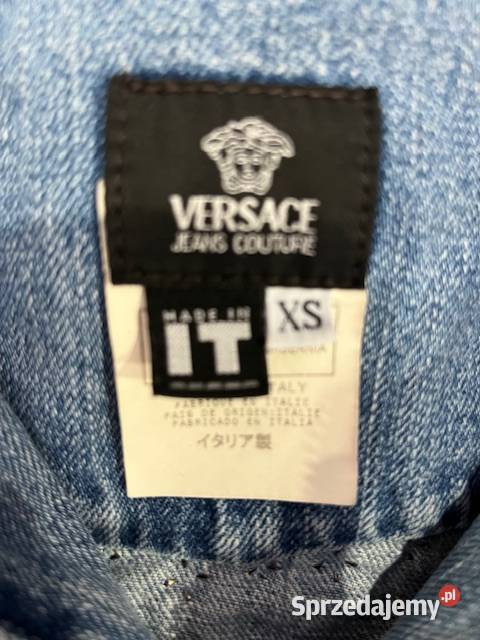 VERSACE
JEANS COUTURE
MADE IN
IT
XS
ITALY
FABRIQUE EN ITALIE
PAIS DE ORIGEN:ITALIE
FABRICADO EN ITALIA
イタリア製
Sprzedajemy.pl